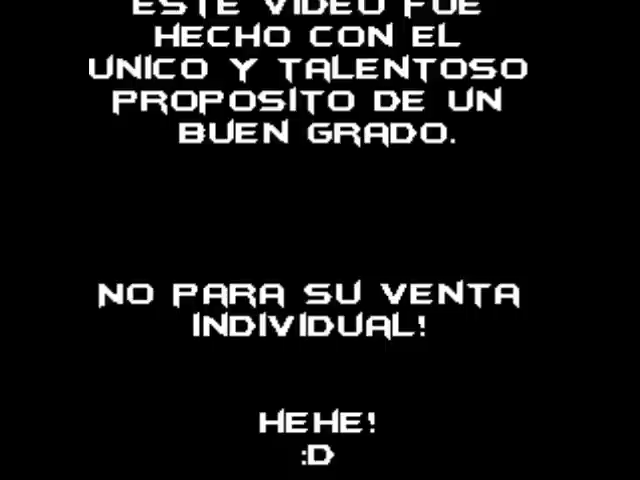 ESTE VIDEO FUE
HECHO CON EL
UNICO Y TALENTOSO
PROPOSITO DE UN
BUEN GRADO.
NO PARA SU VENTA
INDIVIDUAL!
HEHE!
:D